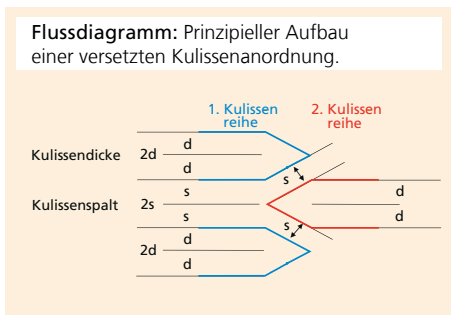 Flussdiagramm: Prinzipieller Aufbau
einer versetzten Kulissenanordnung.
1. Kulissen
reihe
2. Kulissen
reihe
Kulissendicke
2d
d
d
s
Kulissenspalt
2s
s
s
d
d
s
2d
d
d